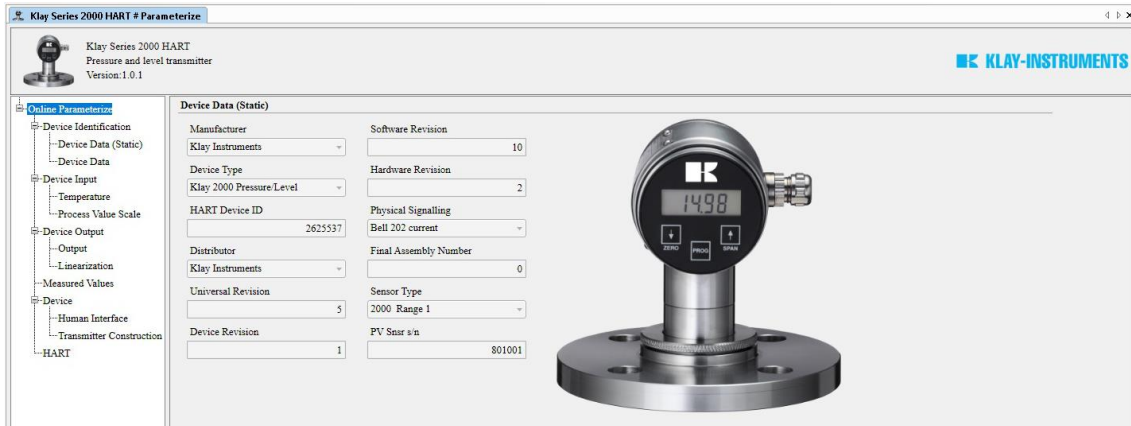 Klay Series 2000 HART # Parameterize
Klay Series 2000 HART
Pressure and level transmitter
Version:1.0.1
KLAY-INSTRUMENTS
Online Parameterize
Device Identification
Device Data (Static)
Device Data
Device Input
Temperature
Process Value Scale
Device Output
Output
Linearization
Measured Values
Device
Human Interface
Transmitter Construction
HART
Device Data (Static)
Manufacturer
Klay Instruments
Device Type
Klay 2000 Pressure/Level
HART Device ID
2625537
Distributor
Klay Instruments
Universal Revision
5
Device Revision
1
Software Revision
10
Hardware Revision
2
Physical Signalling
Bell 202 current
Final Assembly Number
0
Sensor Type
2000 Range 1
PV Snsr s/n
801001
14.98
ZERO
PROG
SPAN